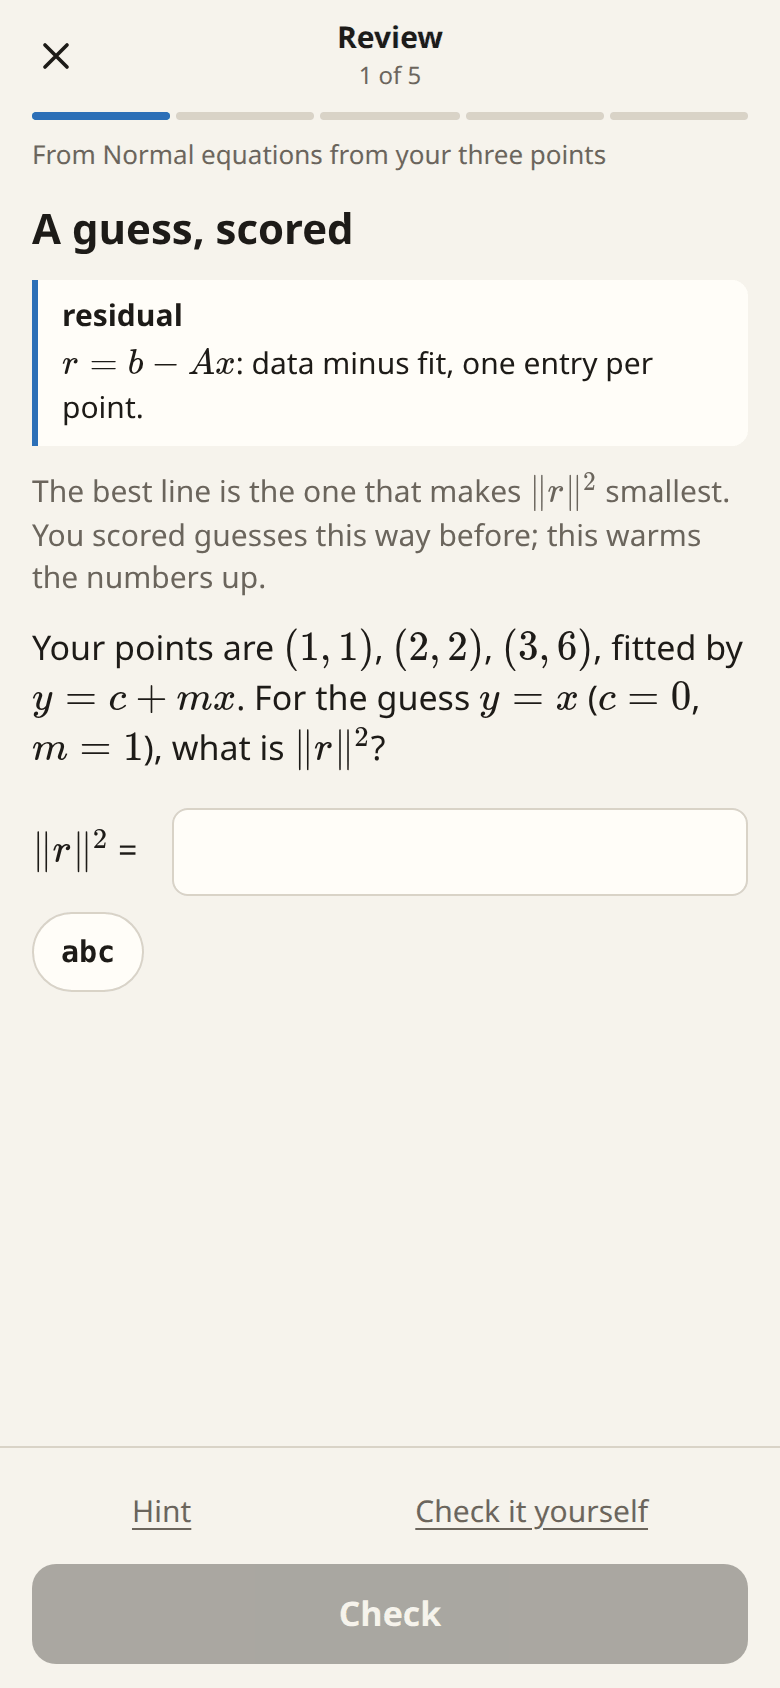 Review
1 of 5
From Normal equations from your three points
A guess, scored
residual
r = b − Ax: data minus fit, one entry per
point.
The best line is the one that makes ‖r‖² smallest.
You scored guesses this way before; this warms
the numbers up.
Your points are (1, 1), (2, 2), (3, 6), fitted by
y = c + mx. For the guess y = x (c = 0,
m = 1), what is ‖r‖²?
‖r‖² =
abc
Hint
Check it yourself
Check